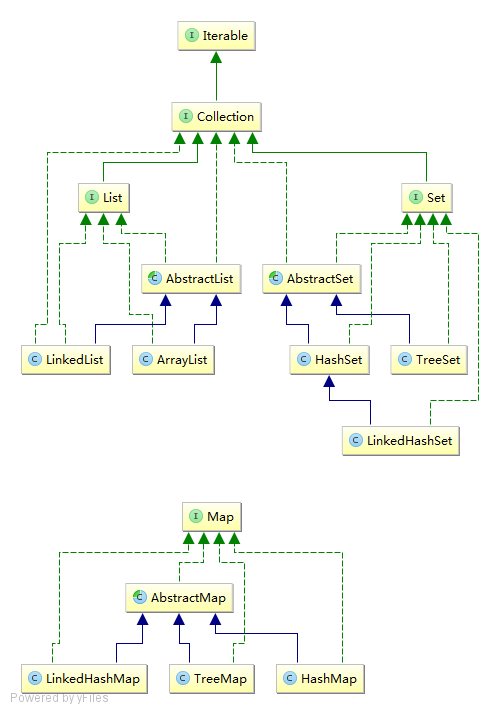 I Iterable
I Collection
I List
I Set
C AbstractList
C AbstractSet
C LinkedList
C ArrayList
C HashSet
C TreeSet
C LinkedHashSet
I Map
C AbstractMap
C LinkedHashMap
C TreeMap
C HashMap
Powered by yFiles